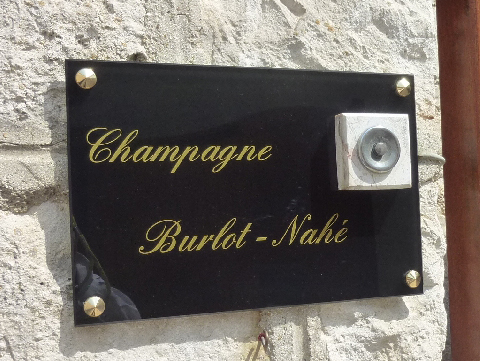 Champagne
Burlot - Nahé